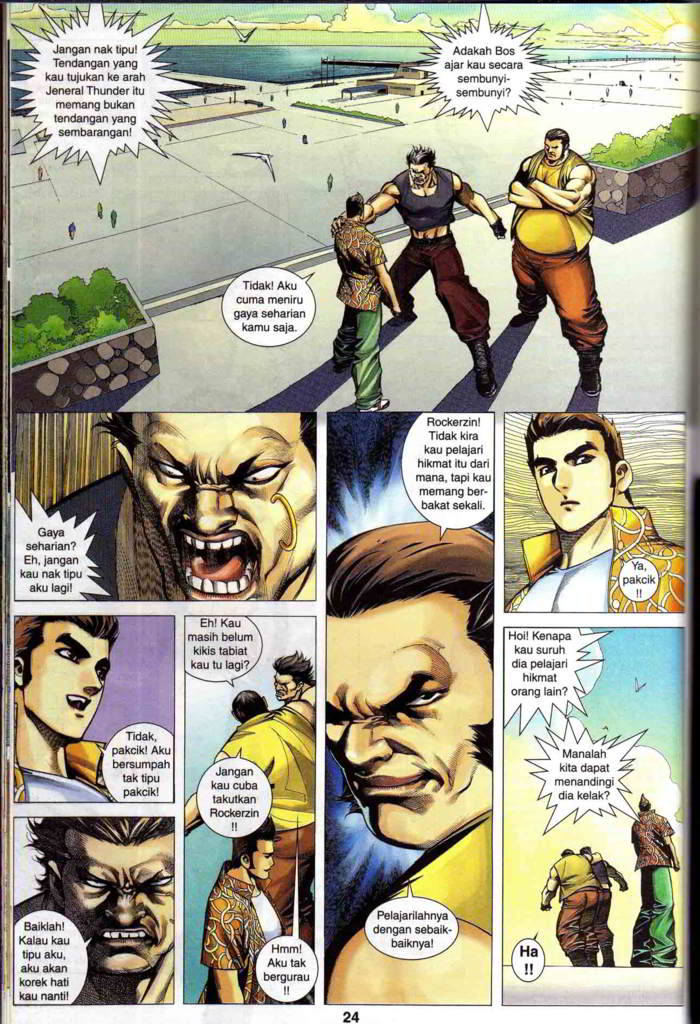 Jangan nak tipu!
Tendangan yang
kau tujukan ke arah
Jeneral Thunder itu
memang bukan
tendangan yang
sembarangan!
Adakah Bos
ajar kau secara
sembunyi-
sembunyi?
Tidak! Aku
cuma meniru
gaya seharian
kamu saja.
Gaya
seharian?
Eh, jangan
kau nak tipu
aku lagi!
Rockerzin!
Tidak kira
kau pelajari
hikmat itu dari
mana, tapi kau
memang ber-
bakat sekali.
Ya,
pakcik
!!
Tidak,
pakcik! Aku
bersumpah
tak tipu
pakcik!
Eh! Kau
masih belum
kikis tabiat
kau tu lagi?
Jangan
kau cuba
takutkan
Rockerzin
!!
Hmm!
Aku tak
bergurau
!!
Baiklah!
Kalau kau
tipu aku,
aku akan
korek hati
kau nanti!
Pelajarilahnya
dengan sebaik-
baiknya!
Hoi! Kenapa
kau suruh
dia pelajari
hikmat
orang lain?
Manalah
kita dapat
menandingi
dia kelak?
Ha
!!
24